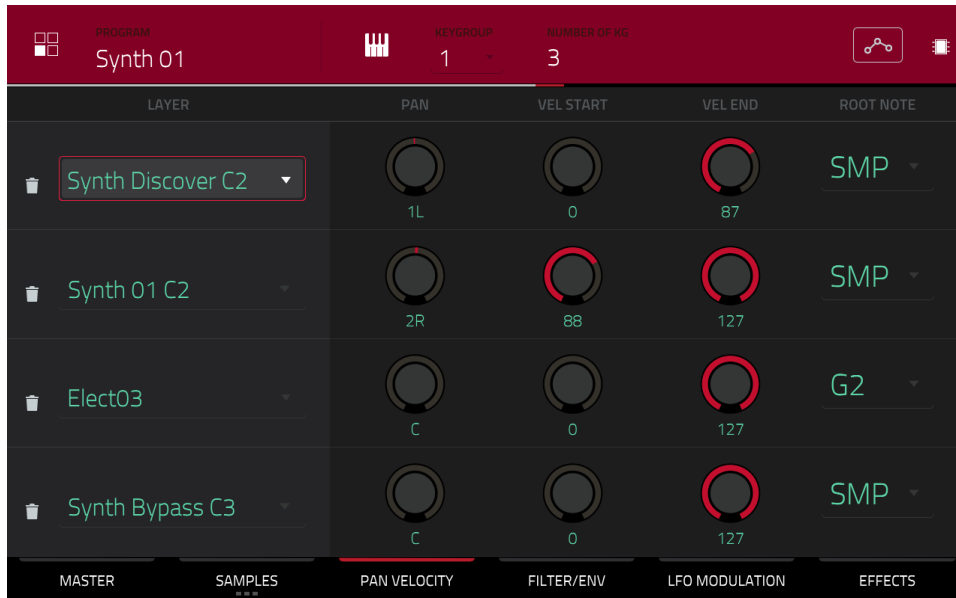 PROGRAM KEYGROUP NUMBER OF KG
Synth 01 1 3
LAYER PAN VEL START VEL END ROOT NOTE
Synth Discover C2 SMP
1L 0 87
Synth 01 C2 SMP
2R 88 127
Elect03 G2
C 0 127
Synth Bypass C3 SMP
C 0 127
MASTER SAMPLES PAN VELOCITY FILTER/ENV LFO MODULATION EFFECTS